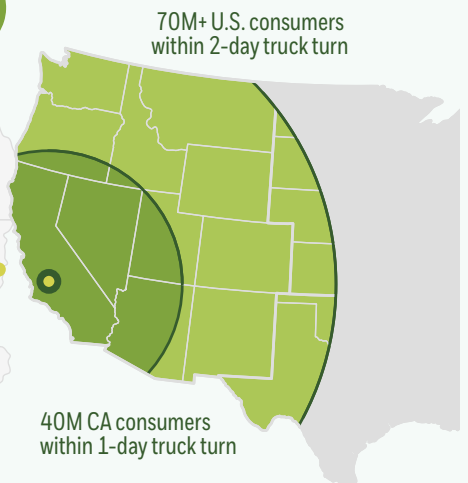 70M+ U.S. consumers
within 2-day truck turn
40M CA consumers
within 1-day truck turn